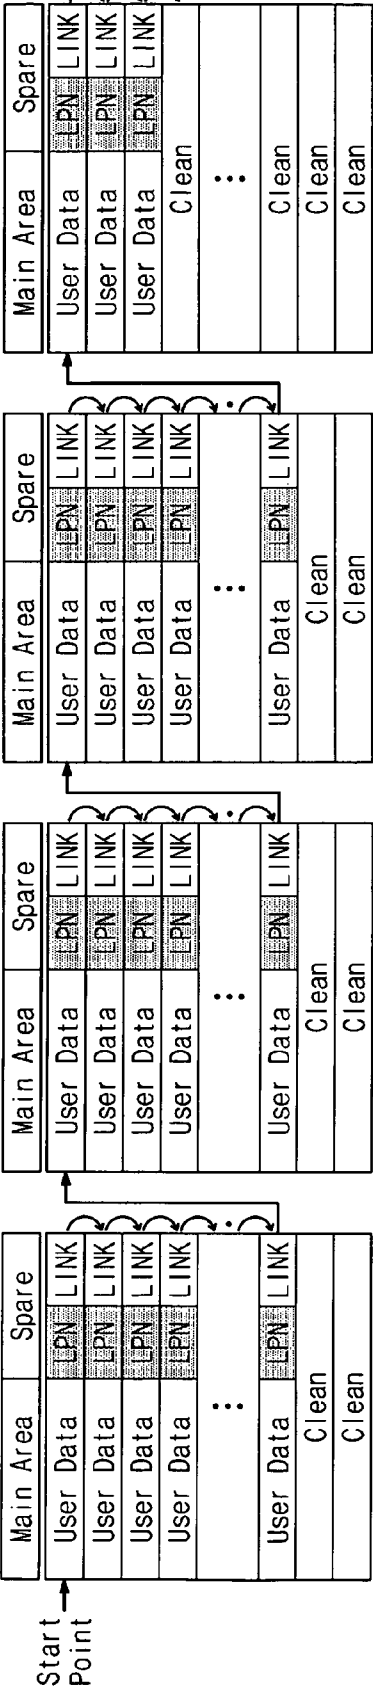 Start
Point
Main Area Spare
User Data LPN LINK
User Data LPN LINK
User Data LPN LINK
User Data LPN LINK
⋮
User Data LPN LINK
Clean
Clean
Main Area Spare
User Data LPN LINK
User Data LPN LINK
User Data LPN LINK
User Data LPN LINK
⋮
User Data LPN LINK
Clean
Clean
Main Area Spare
User Data LPN LINK
User Data LPN LINK
User Data LPN LINK
User Data LPN LINK
⋮
User Data LPN LINK
Clean
Clean
Main Area Spare
User Data LPN LINK
User Data LPN LINK
User Data LPN LINK
Clean
⋮
Clean
Clean
Clean